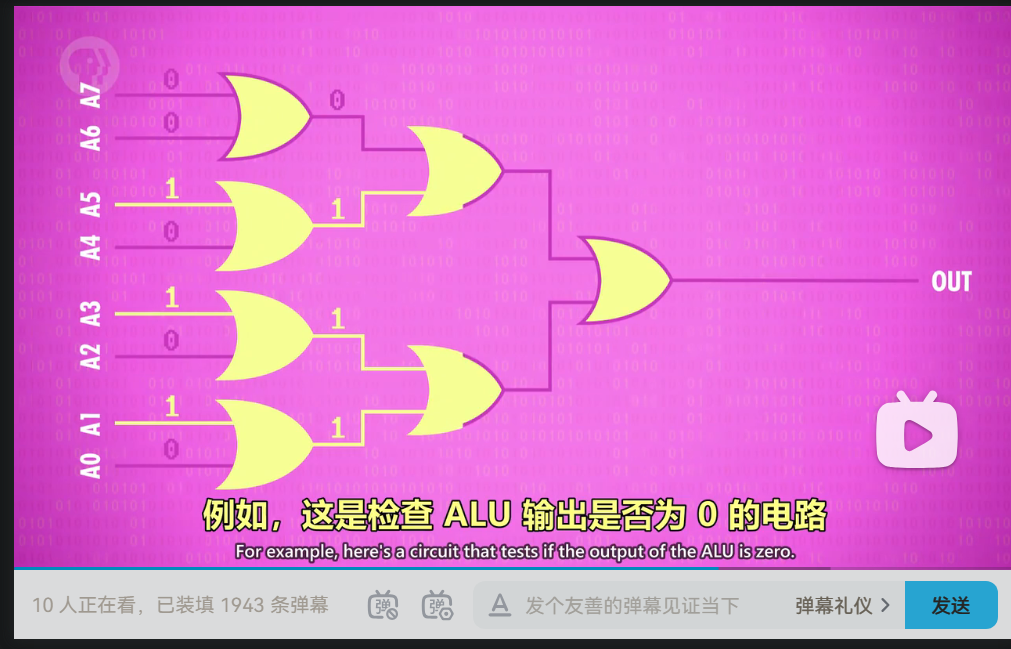 A7
0
0
A6
0
A5
1
1
A4
0
A3
1
1
A2
0
A1
1
1
A0
0
OUT
例如，这是检查 ALU 输出是否为 0 的电路
For example, here's a circuit that tests if the output of the ALU is zero.
10 人正在看，已装填 1943 条弹幕
弹
弹
A
发个友善的弹幕见证当下
弹幕礼仪 >
发送